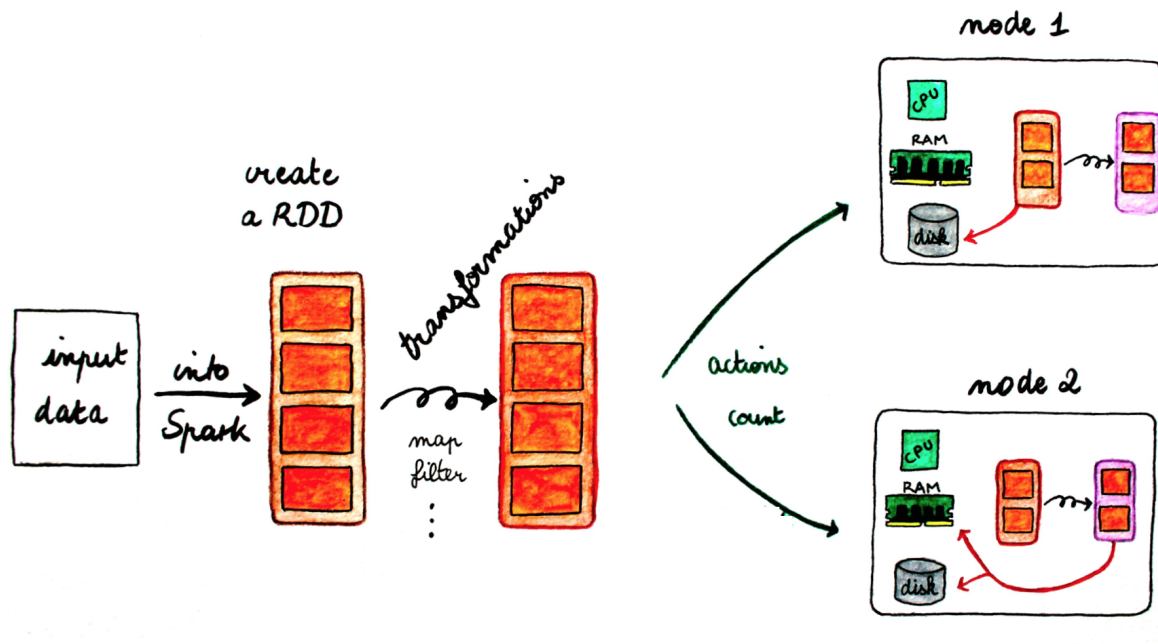 input
data
into
Spark
create
a RDD
transformations
map
filter
actions
count
node 1
CPU
RAM
disk
node 2
CPU
RAM
disk